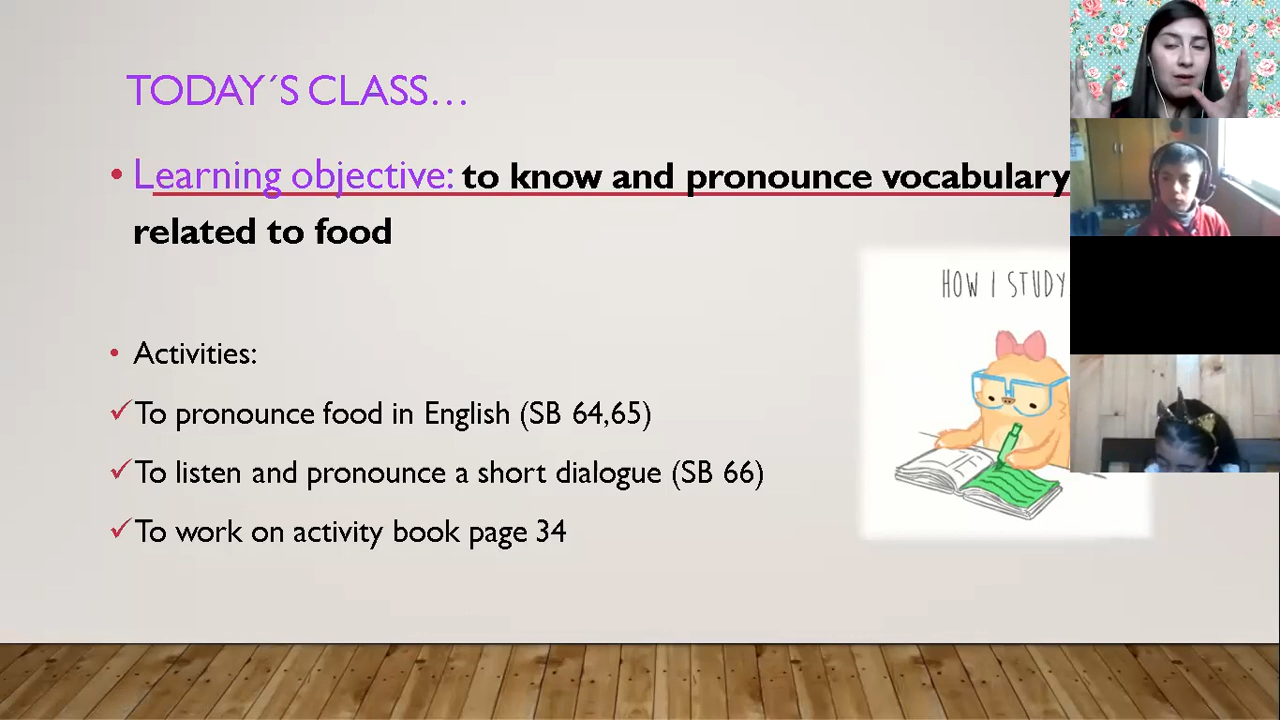 TODAY´S CLASS…
• Learning objective: to know and pronounce vocabulary
related to food
• Activities:
✓To pronounce food in English (SB 64,65)
✓To listen and pronounce a short dialogue (SB 66)
✓To work on activity book page 34
HOW I STUDY